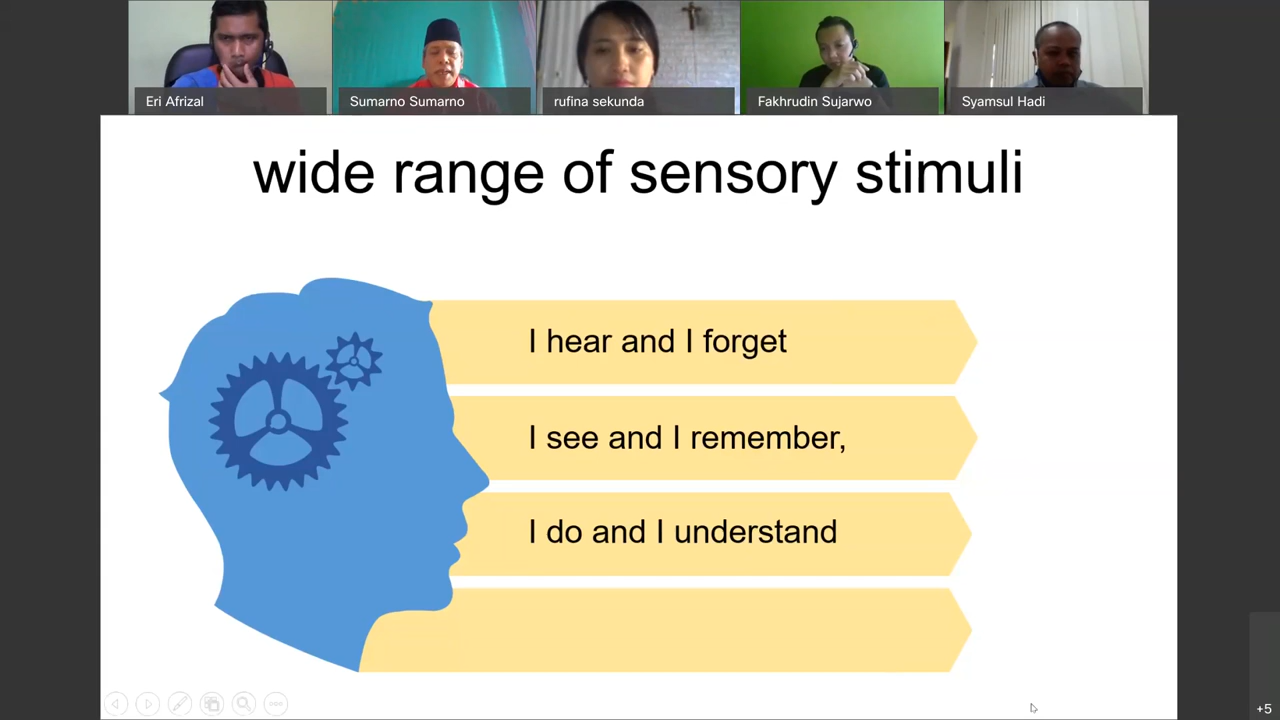 Eri Afrizal
Sumarno Sumarno
rufina sekunda
Fakhrudin Sujarwo
Syamsul Hadi
wide range of sensory stimuli
I hear and I forget
I see and I remember,
I do and I understand
+5